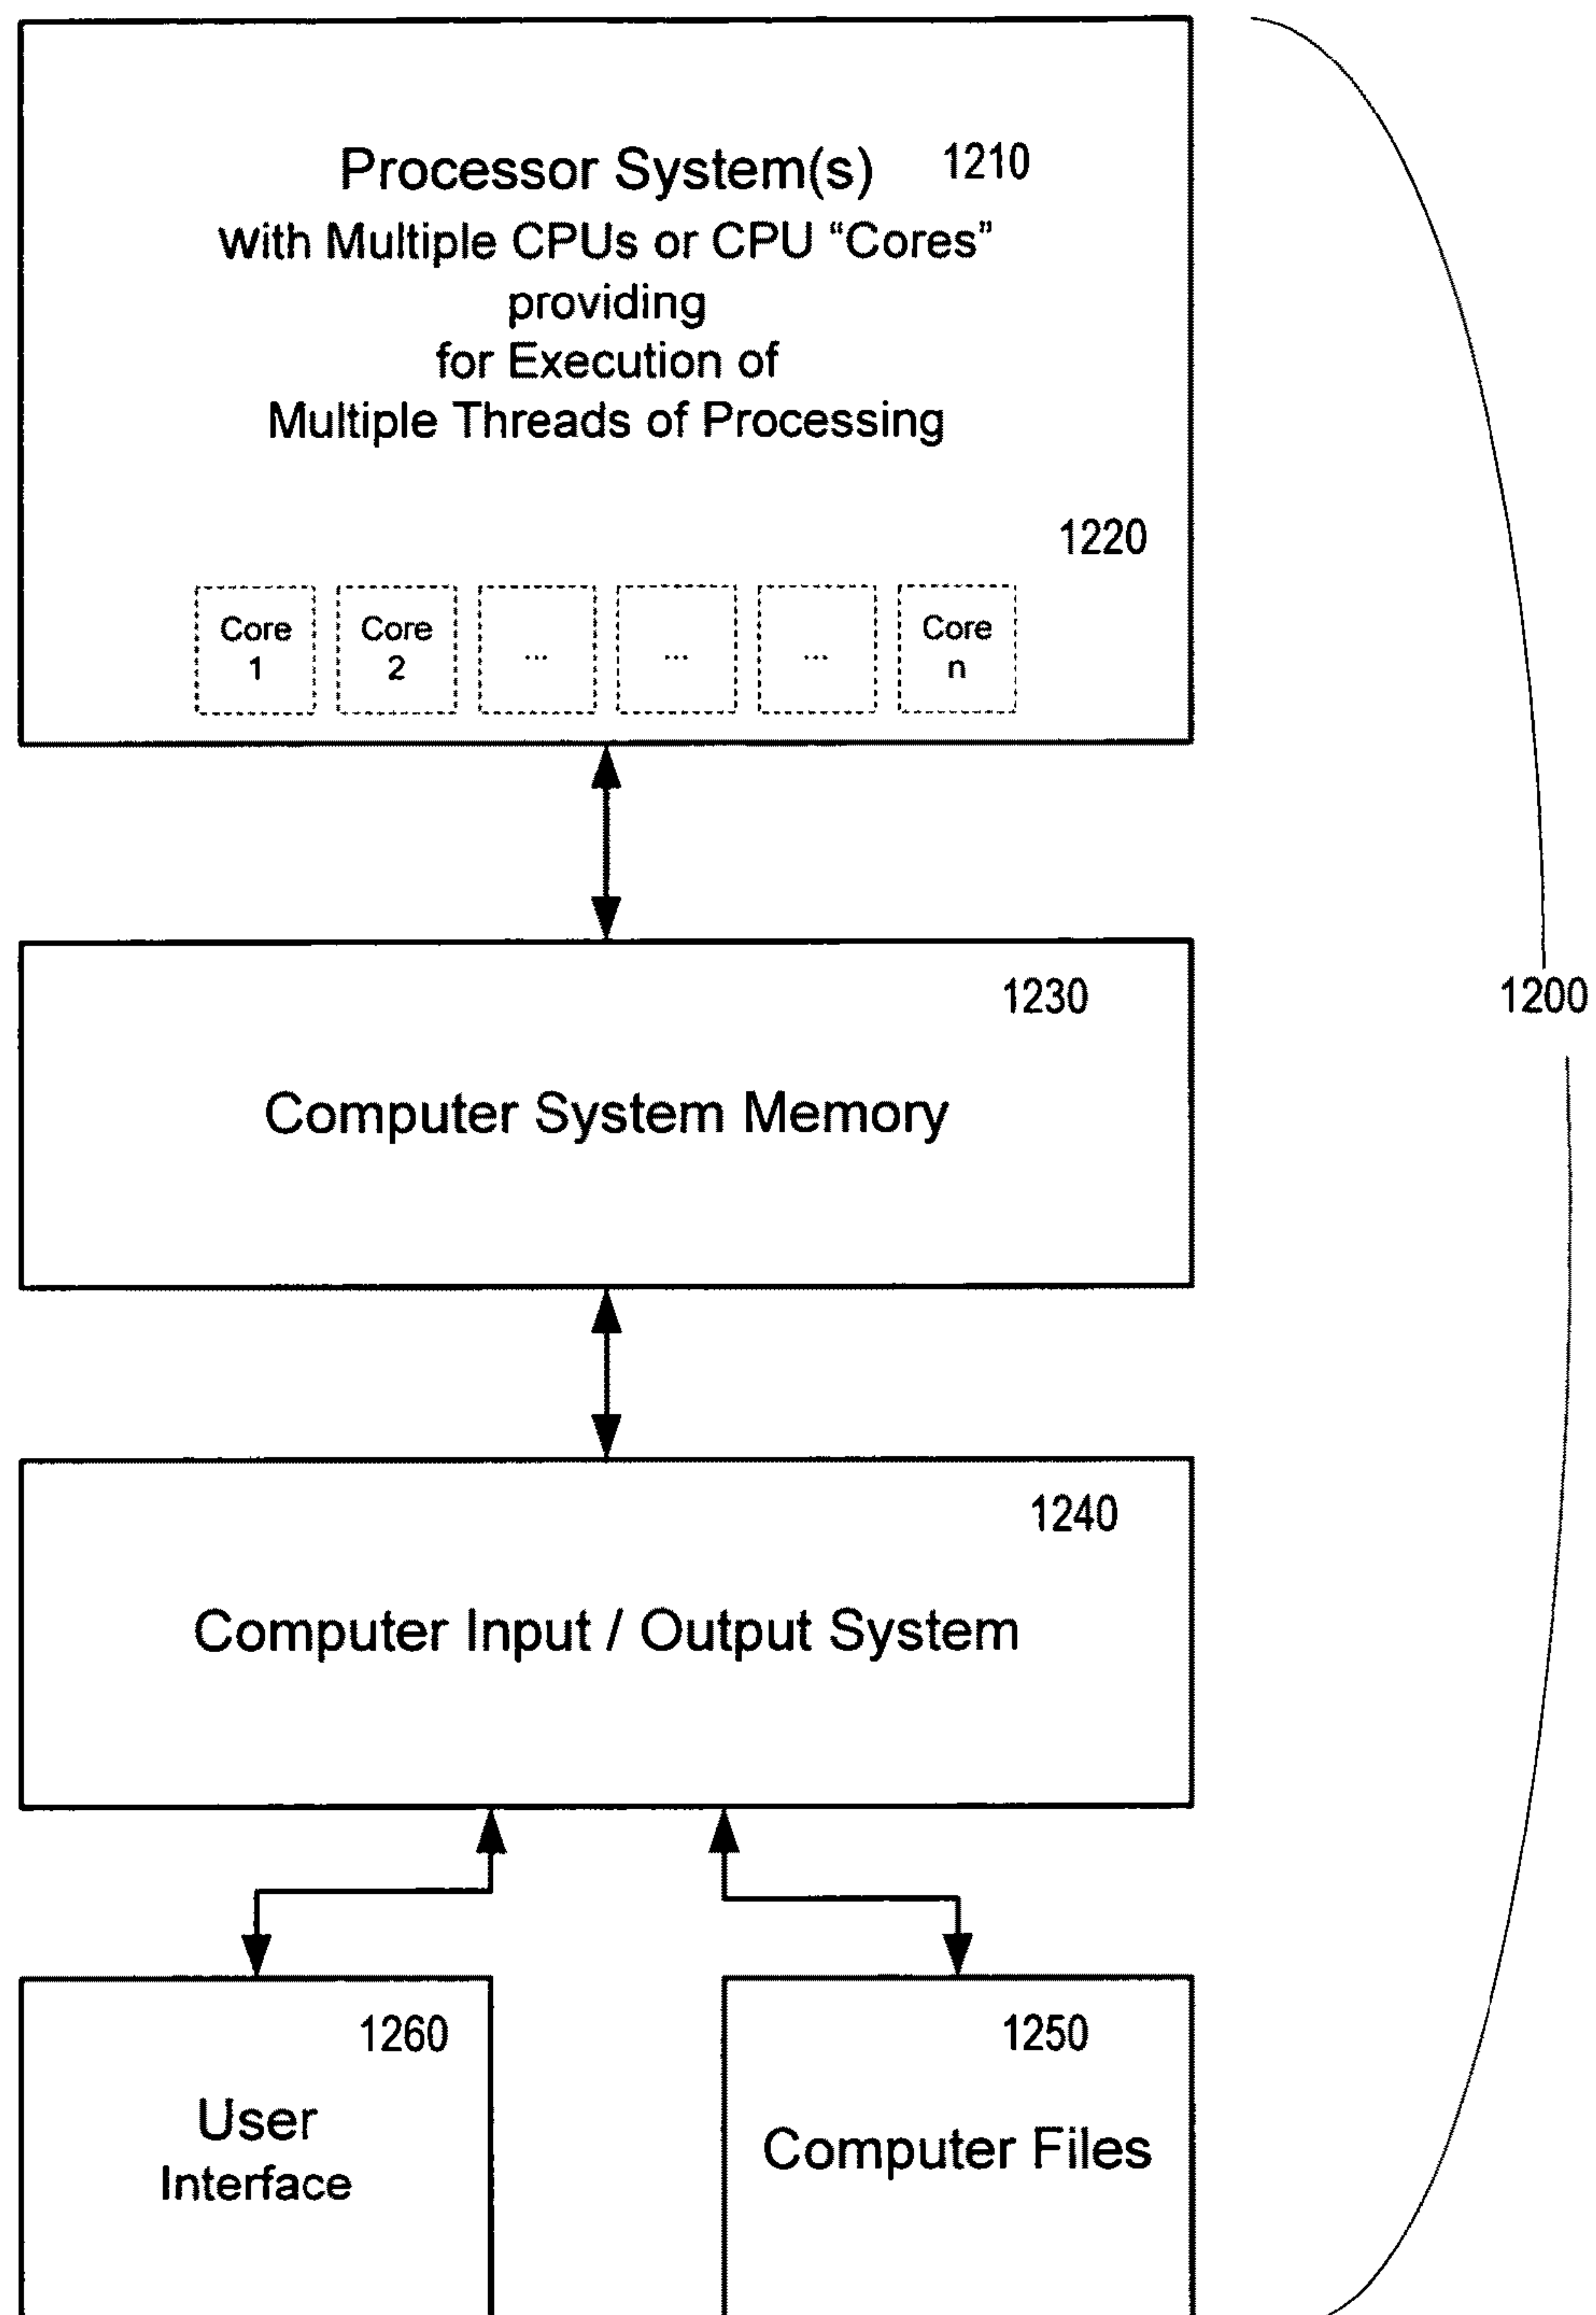 Processor System(s) 1210
with Multiple CPUs or CPU “Cores”
providing
for Execution of
Multiple Threads of Processing
1220
Core 1
Core 2
...
...
...
Core n
1230
1200
Computer System Memory
1240
Computer Input / Output System
1260
User
Interface
1250
Computer Files